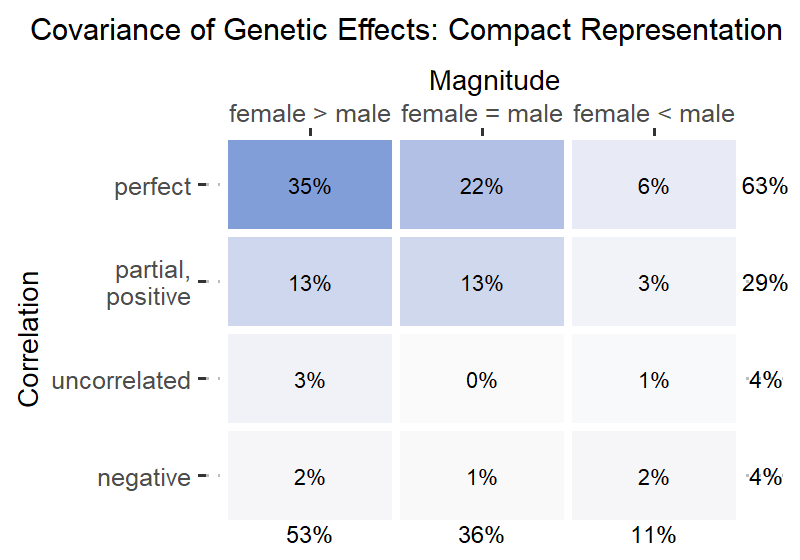 Covariance of Genetic Effects: Compact Representation
Magnitude
female > male female = male female < male
perfect 35% 22% 6% 63%
partial,
positive 13% 13% 3% 29%
Correlation
uncorrelated 3% 0% 1% 4%
negative 2% 1% 2% 4%
53% 36% 11%